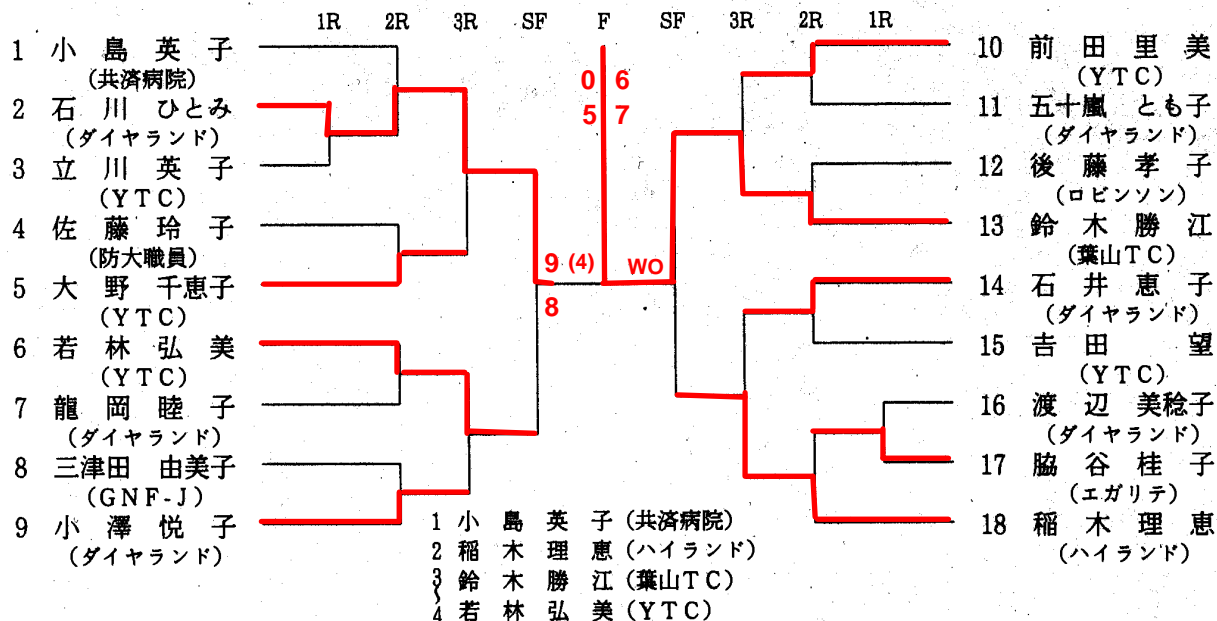 1R 2R 3R SF F SF 3R 2R 1R
1 小島英子
(共済病院)
2 石川ひとみ
(ダイヤランド)
3 立川英子
(YTC)
4 佐藤玲子
(防大職員)
5 大野千恵子
(YTC)
6 若林弘美
(YTC)
7 龍岡睦子
(ダイヤランド)
8 三津田由美子
(GNF-J)
9 小澤悦子
(ダイヤランド)
0 6
5 7
9 (4) WO
8
10 前田里美
(YTC)
11 五十嵐とも子
(ダイヤランド)
12 後藤孝子
(ロビンソン)
13 鈴木勝江
(葉山TC)
14 石井恵子
(ダイヤランド)
15 吉田望
(YTC)
16 渡辺美稔子
(ダイヤランド)
17 脇谷桂子
(エガリテ)
18 稲木理恵
(ハイランド)
1 小島英子(共済病院)
2 稲木理恵(ハイランド)
3 鈴木勝江(葉山TC)
〜
4 若林弘美(YTC)